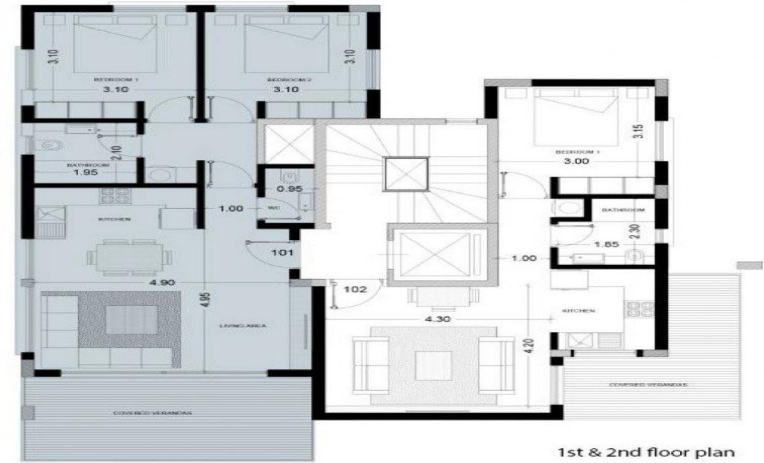 3.10
BEDROOM 1
3.10
3.10
BEDROOM 2
3.10
2.10
BATHROOM
1.95
0.95
WC
1.00
KITCHEN
101
4.90
4.95
LIVING AREA
COVERED VERANDAS
BEDROOM 1
3.15
3.00
BATHROOM
2.30
1.85
1.00
102
4.30
4.20
KITCHEN
COVERED VERANDAS
1st & 2nd floor plan